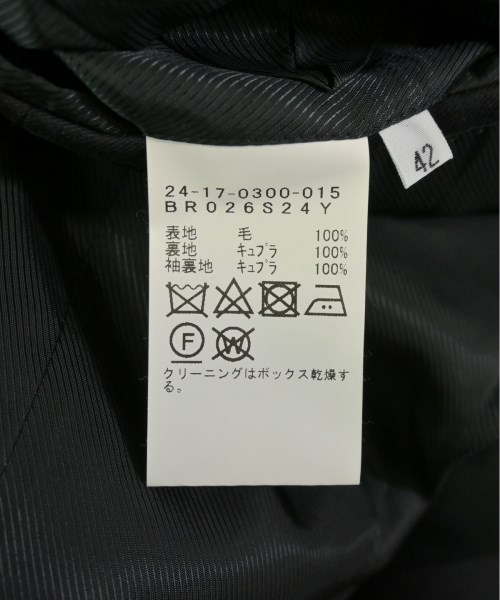 24-17-0300-015
BR026S24Y
表地 毛 100%
裏地 ｷｭﾌﾟﾗ 100%
袖裏地 ｷｭﾌﾟﾗ 100%
F W
クリーニングはボックス乾燥す
る。
42